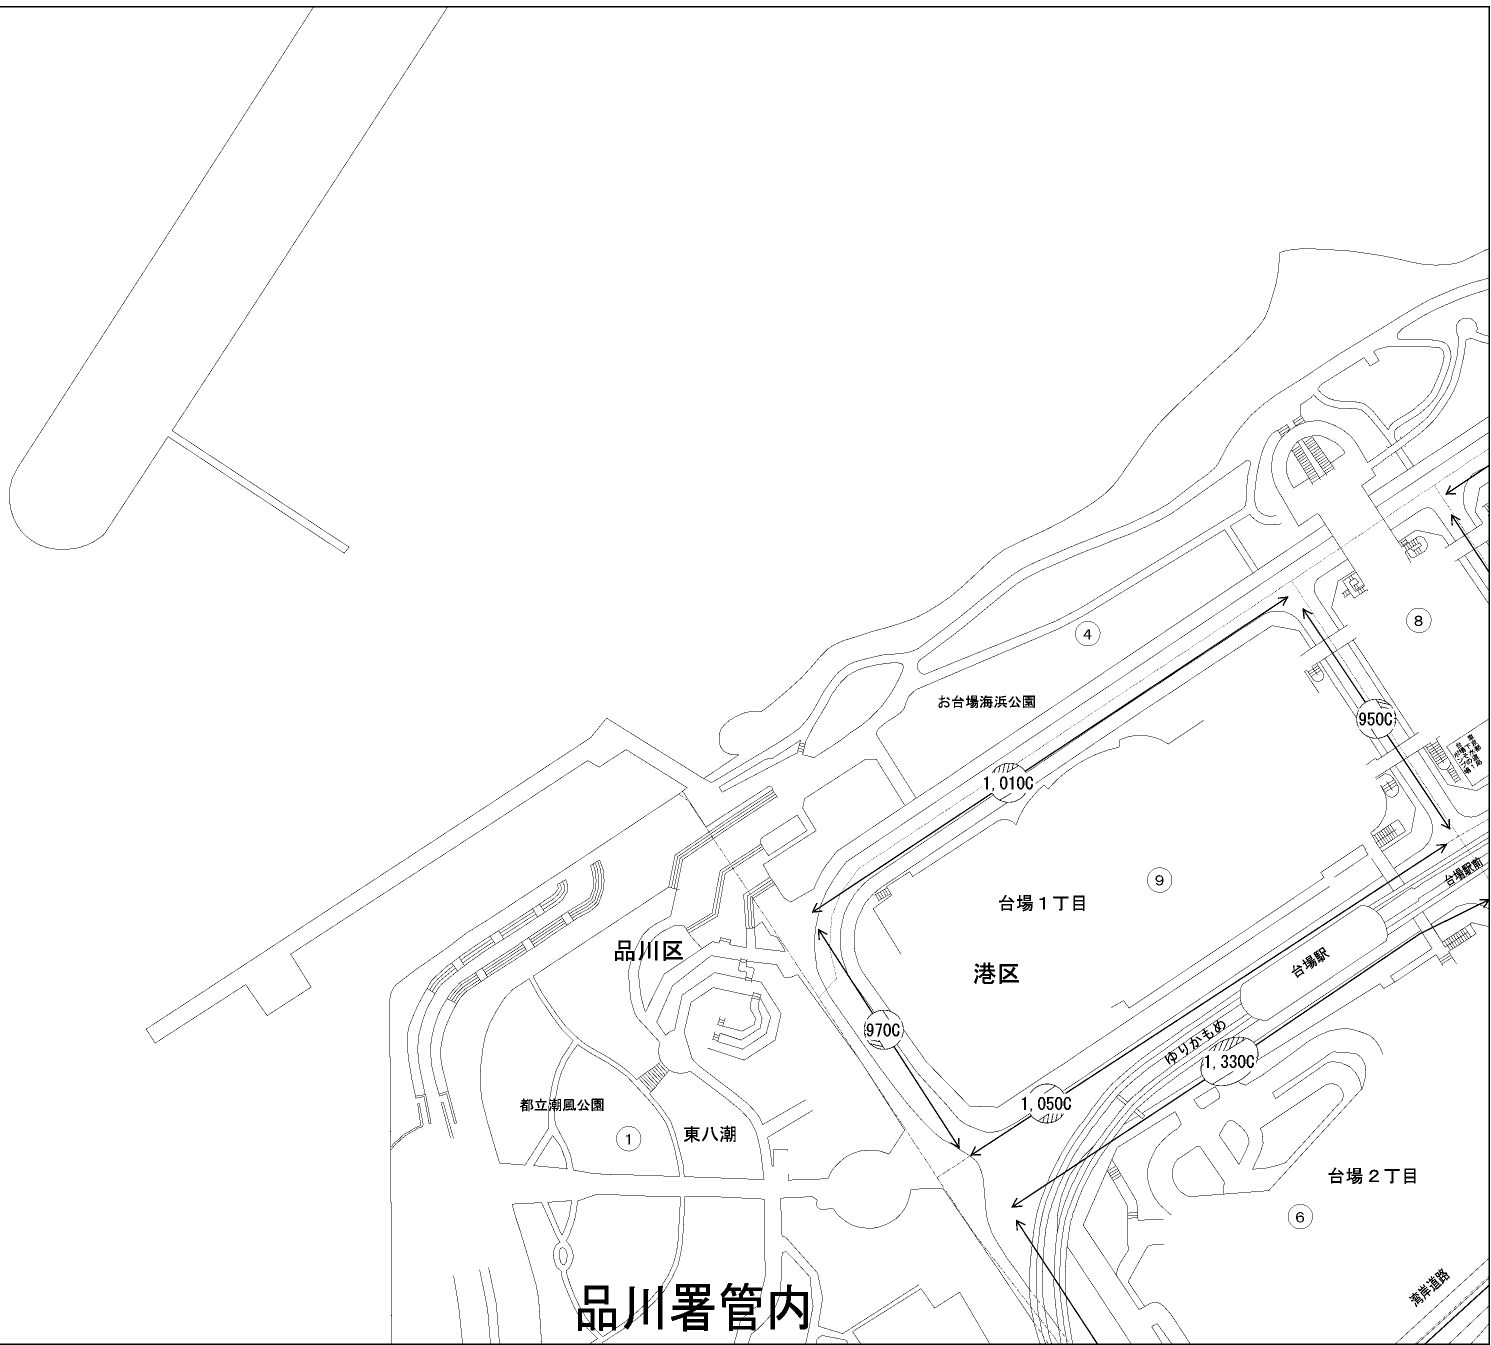 8
4
お台場海浜公園
950C
1,010C
9
台場1丁目
台場駅前
品川区
港区
台場駅
970C
ゆりかもめ
1,330C
1,050C
都立潮風公園
1
東八潮
台場2丁目
6
湾岸道路
品川署管内